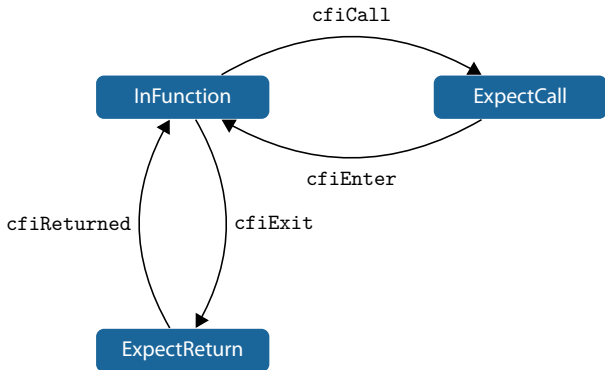 cfiCall
InFunction
ExpectCall
cfiEnter
cfiReturned
cfiExit
ExpectReturn